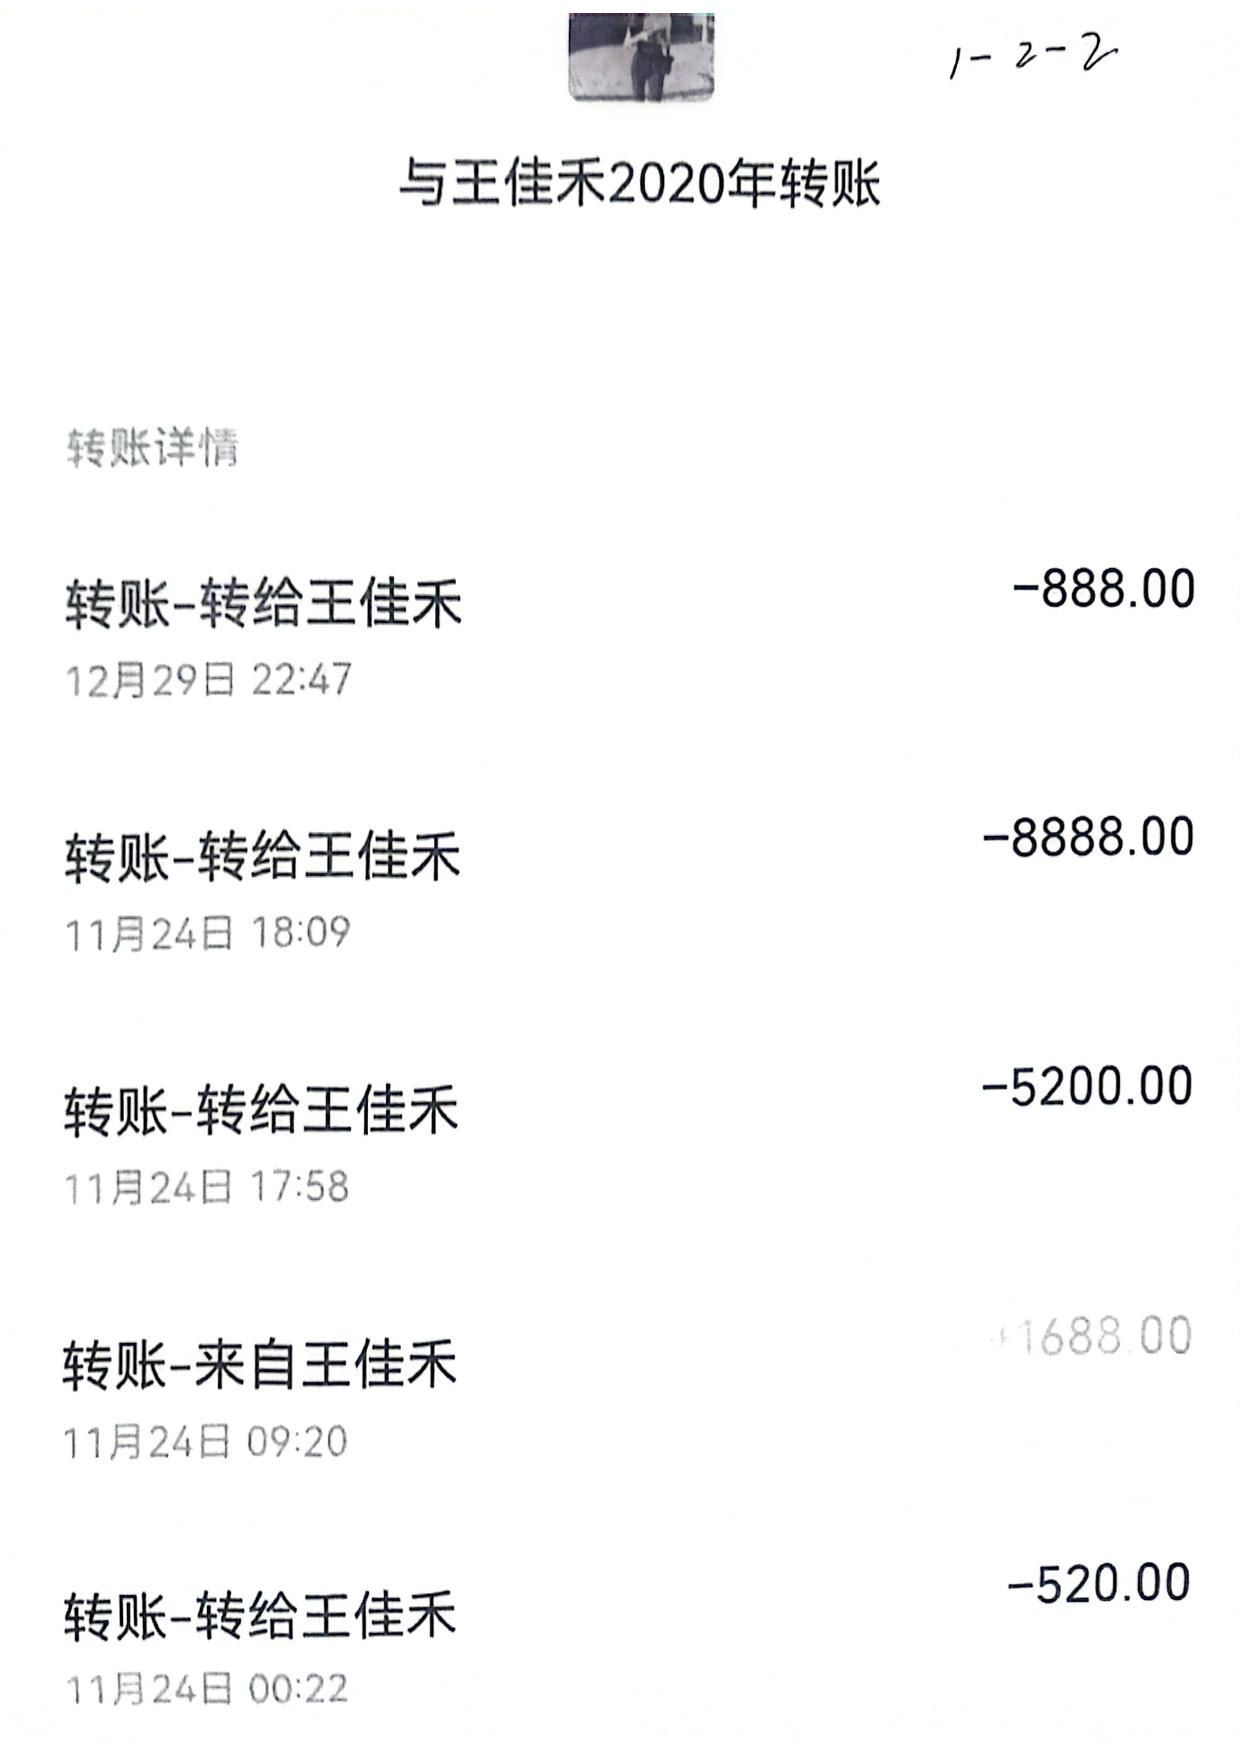 1-2-2
与王佳禾2020年转账
转账详情
转账-转给王佳禾
-888.00
12月29日 22:47
转账-转给王佳禾
-8888.00
11月24日 18:09
转账-转给王佳禾
-5200.00
11月24日 17:58
转账-来自王佳禾
+1688.00
11月24日 09:20
转账-转给王佳禾
-520.00
11月24日 00:22